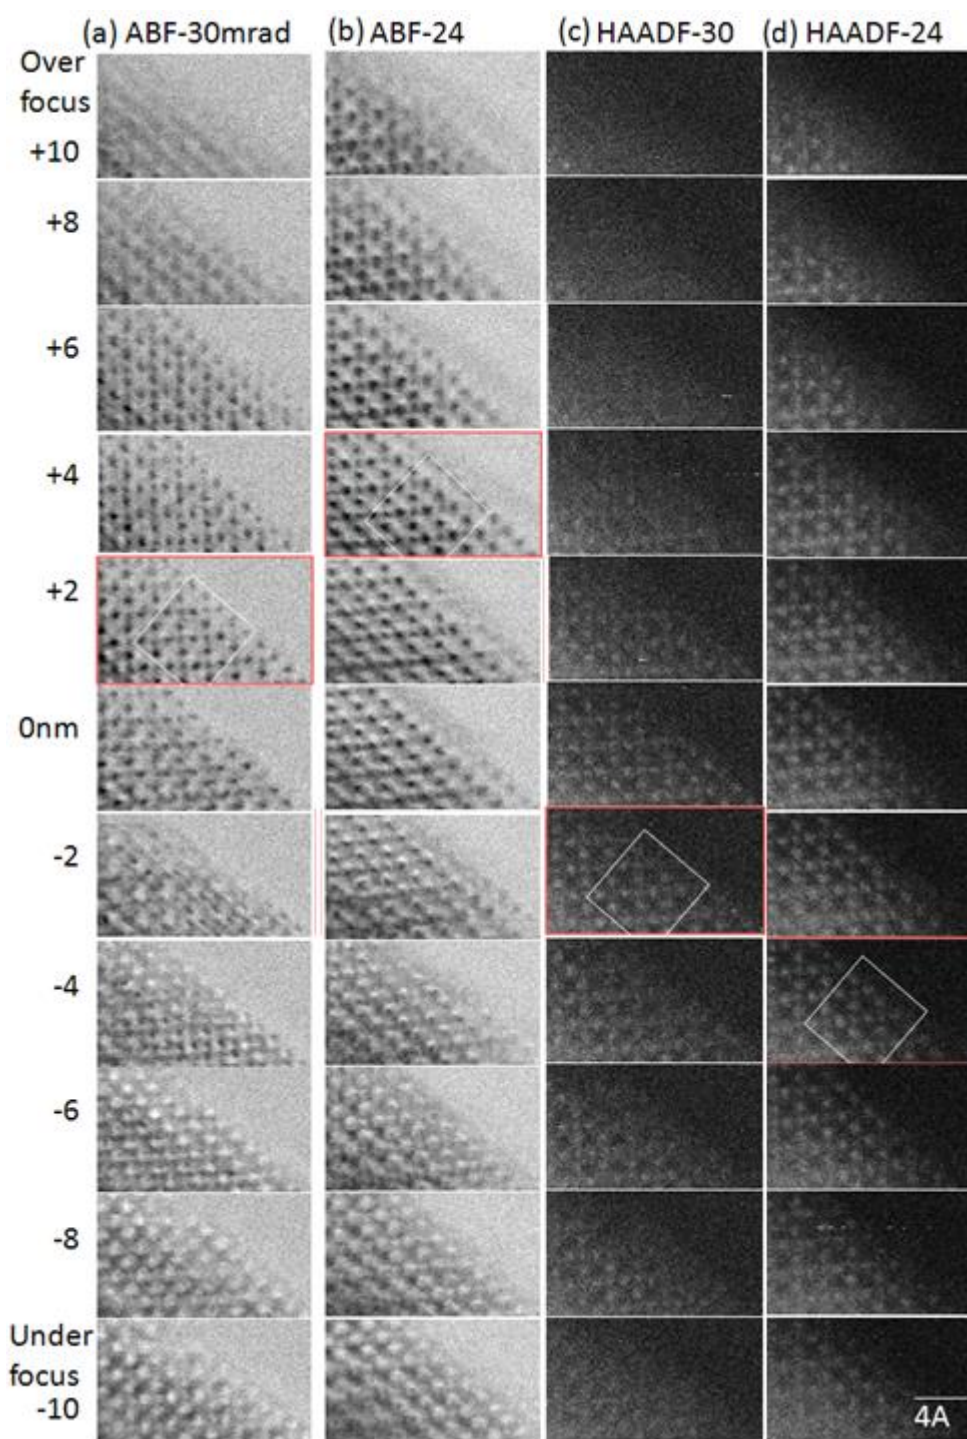 (a) ABF-30mrad (b) ABF-24 (c) HAADF-30 (d) HAADF-24
Over
focus
+10
+8
+6
+4
+2
0nm
-2
-4
-6
-8
Under
focus
-10
4A